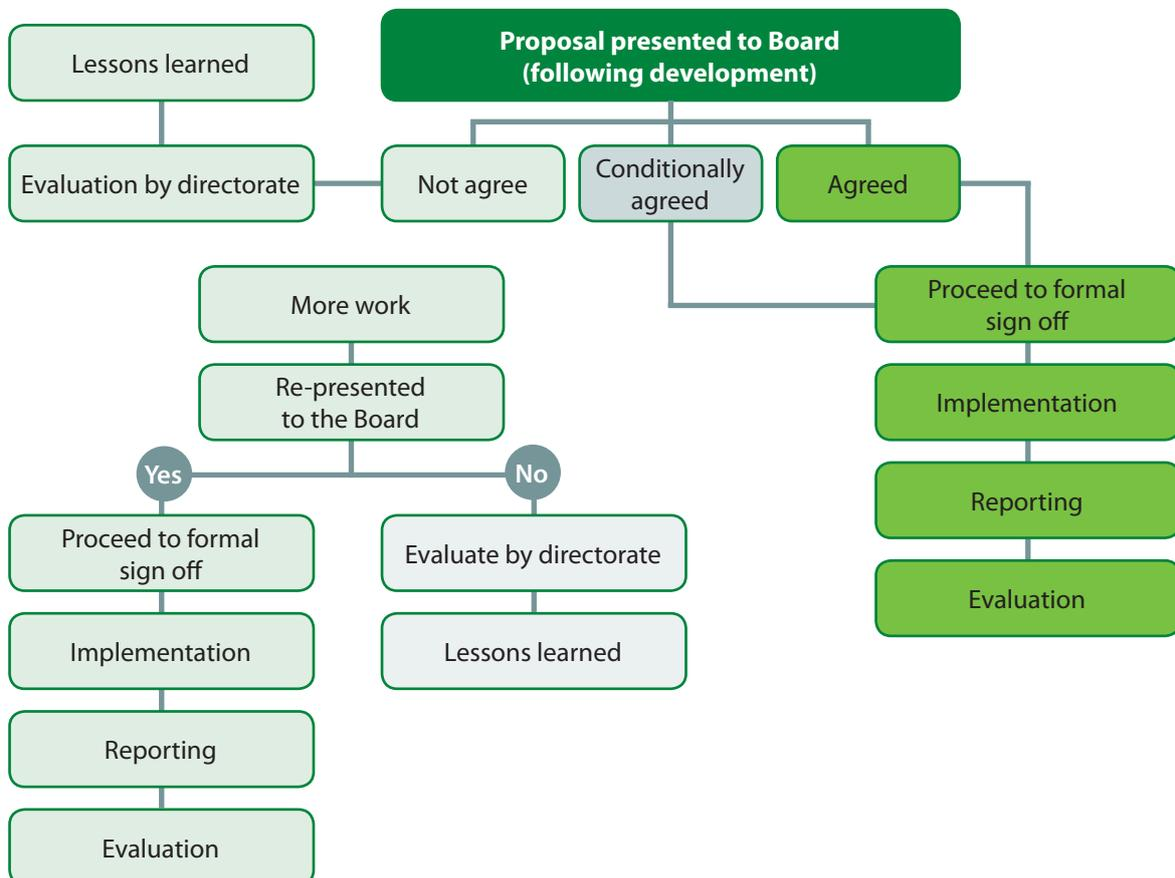 Lessons learned
Proposal presented to Board
(following development)
Evaluation by directorate
Not agree
Conditionally
agreed
Agreed
More work
Proceed to formal
sign off
Re-presented
to the Board
Implementation
Yes
No
Reporting
Proceed to formal
sign off
Evaluate by directorate
Evaluation
Implementation
Lessons learned
Reporting
Evaluation